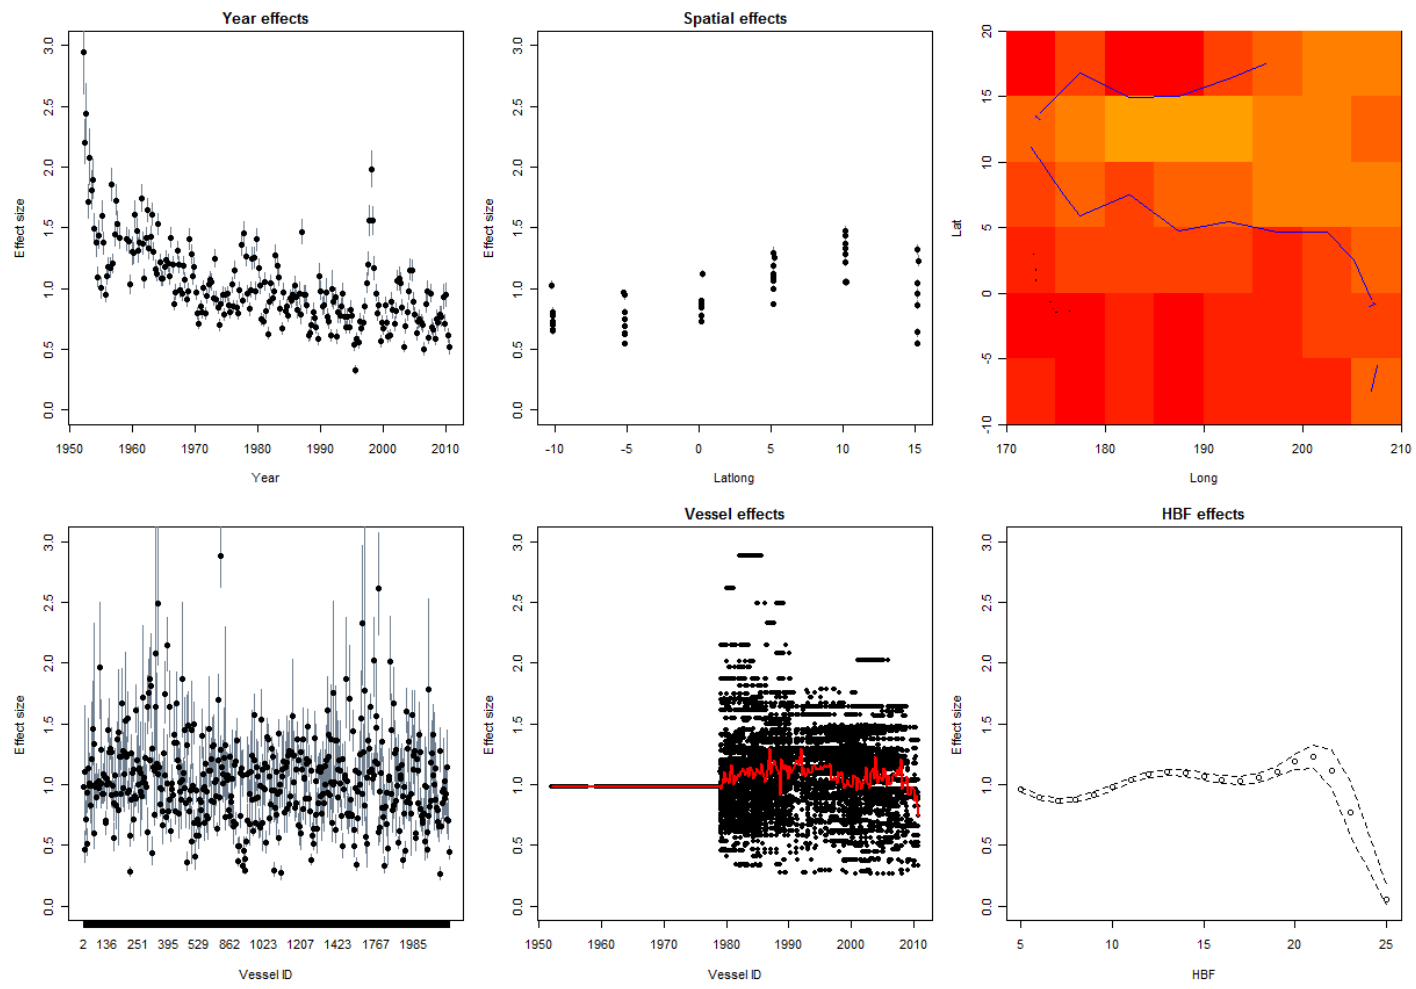 Year effects
3.0
2.5
2.0
1.5
1.0
0.5
0.0
Effect size
1950 1960 1970 1980 1990 2000 2010
Year
Spatial effects
3.0
2.5
2.0
1.5
1.0
0.5
0.0
Effect size
-10 -5 0 5 10 15
Latlong
20
15
10
5
0
-5
-10
Lat
170 180 190 200 210
Long
3.0
2.5
2.0
1.5
1.0
0.5
0.0
Effect size
2 136 251 395 529 862 1023 1207 1423 1767 1985
Vessel ID
Vessel effects
3.0
2.5
2.0
1.5
1.0
0.5
0.0
Effect size
1950 1960 1970 1980 1990 2000 2010
Vessel ID
HBF effects
3.0
2.5
2.0
1.5
1.0
0.5
0.0
Effect size
5 10 15 20 25
HBF